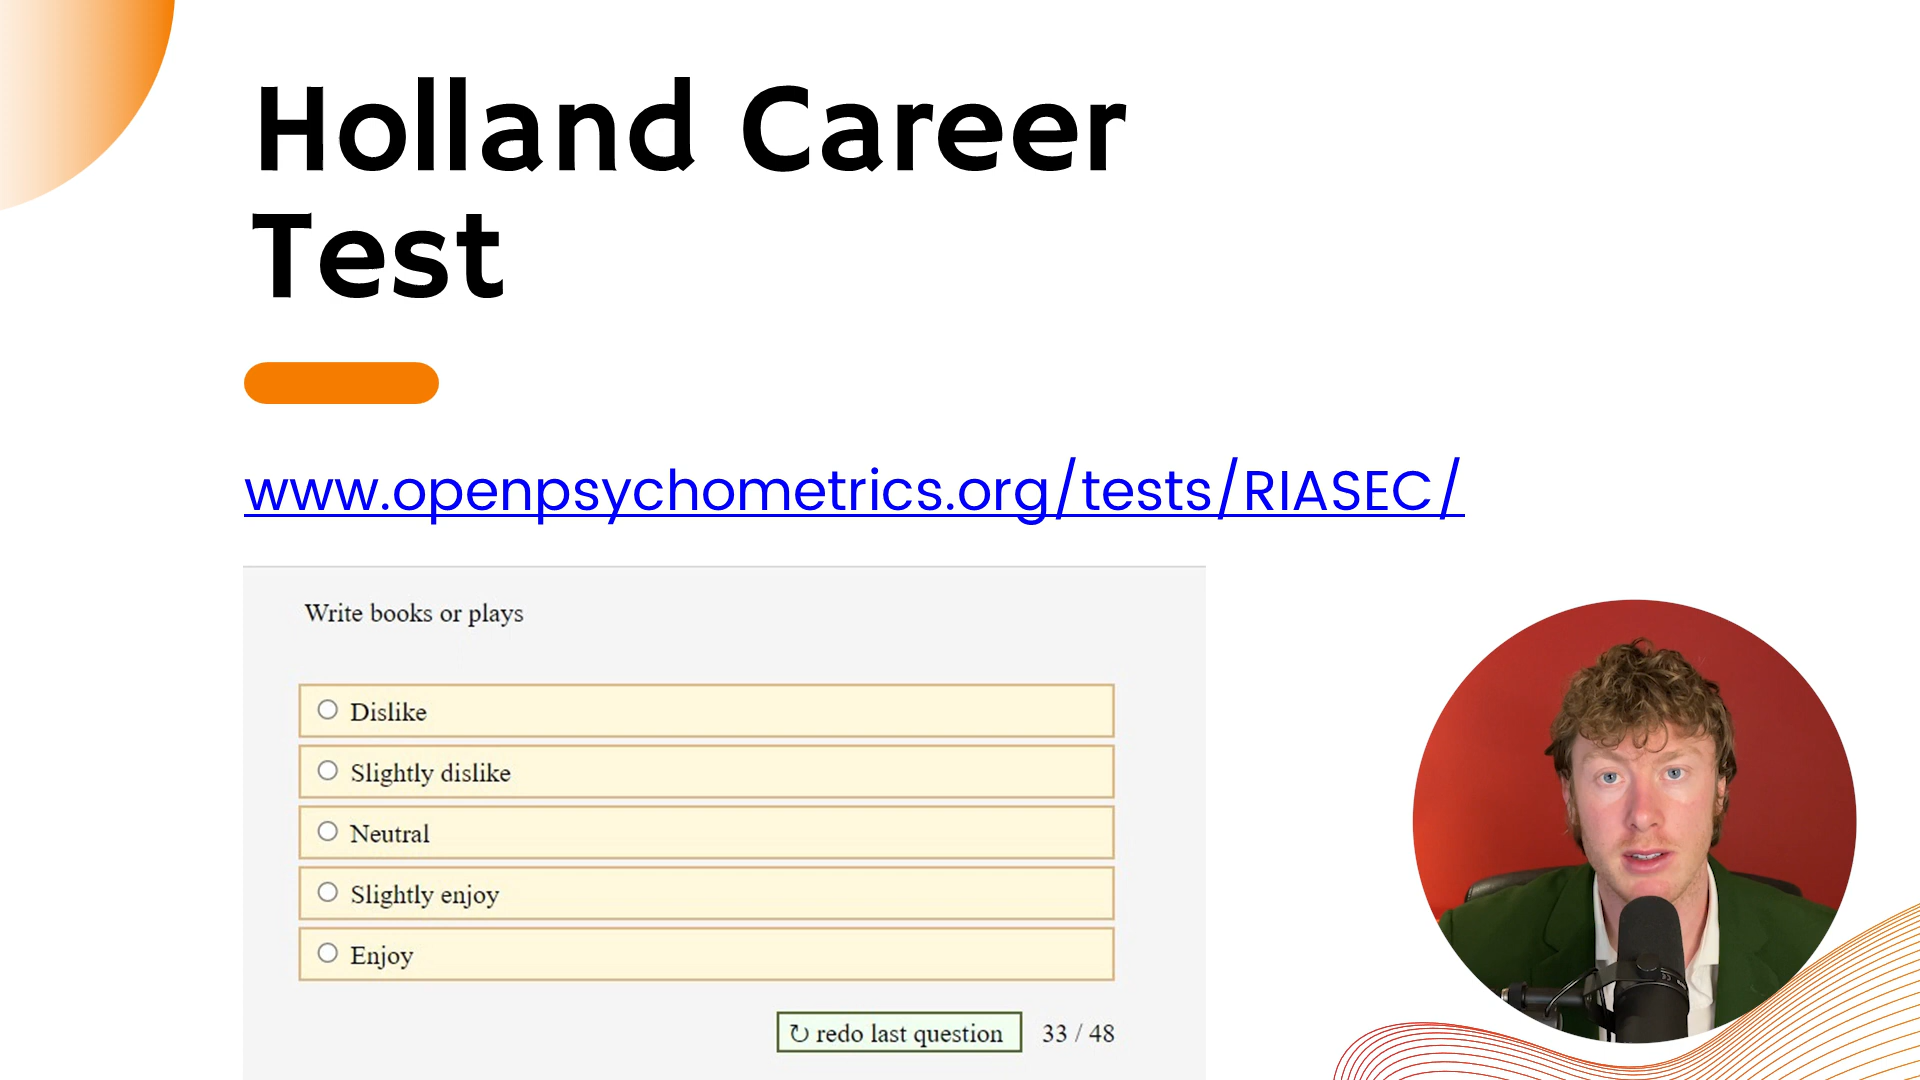 Holland Career
Test
www.openpsychometrics.org/tests/RIASEC/
Write books or plays
Dislike
Slightly dislike
Neutral
Slightly enjoy
Enjoy
↻ redo last question 33 / 48